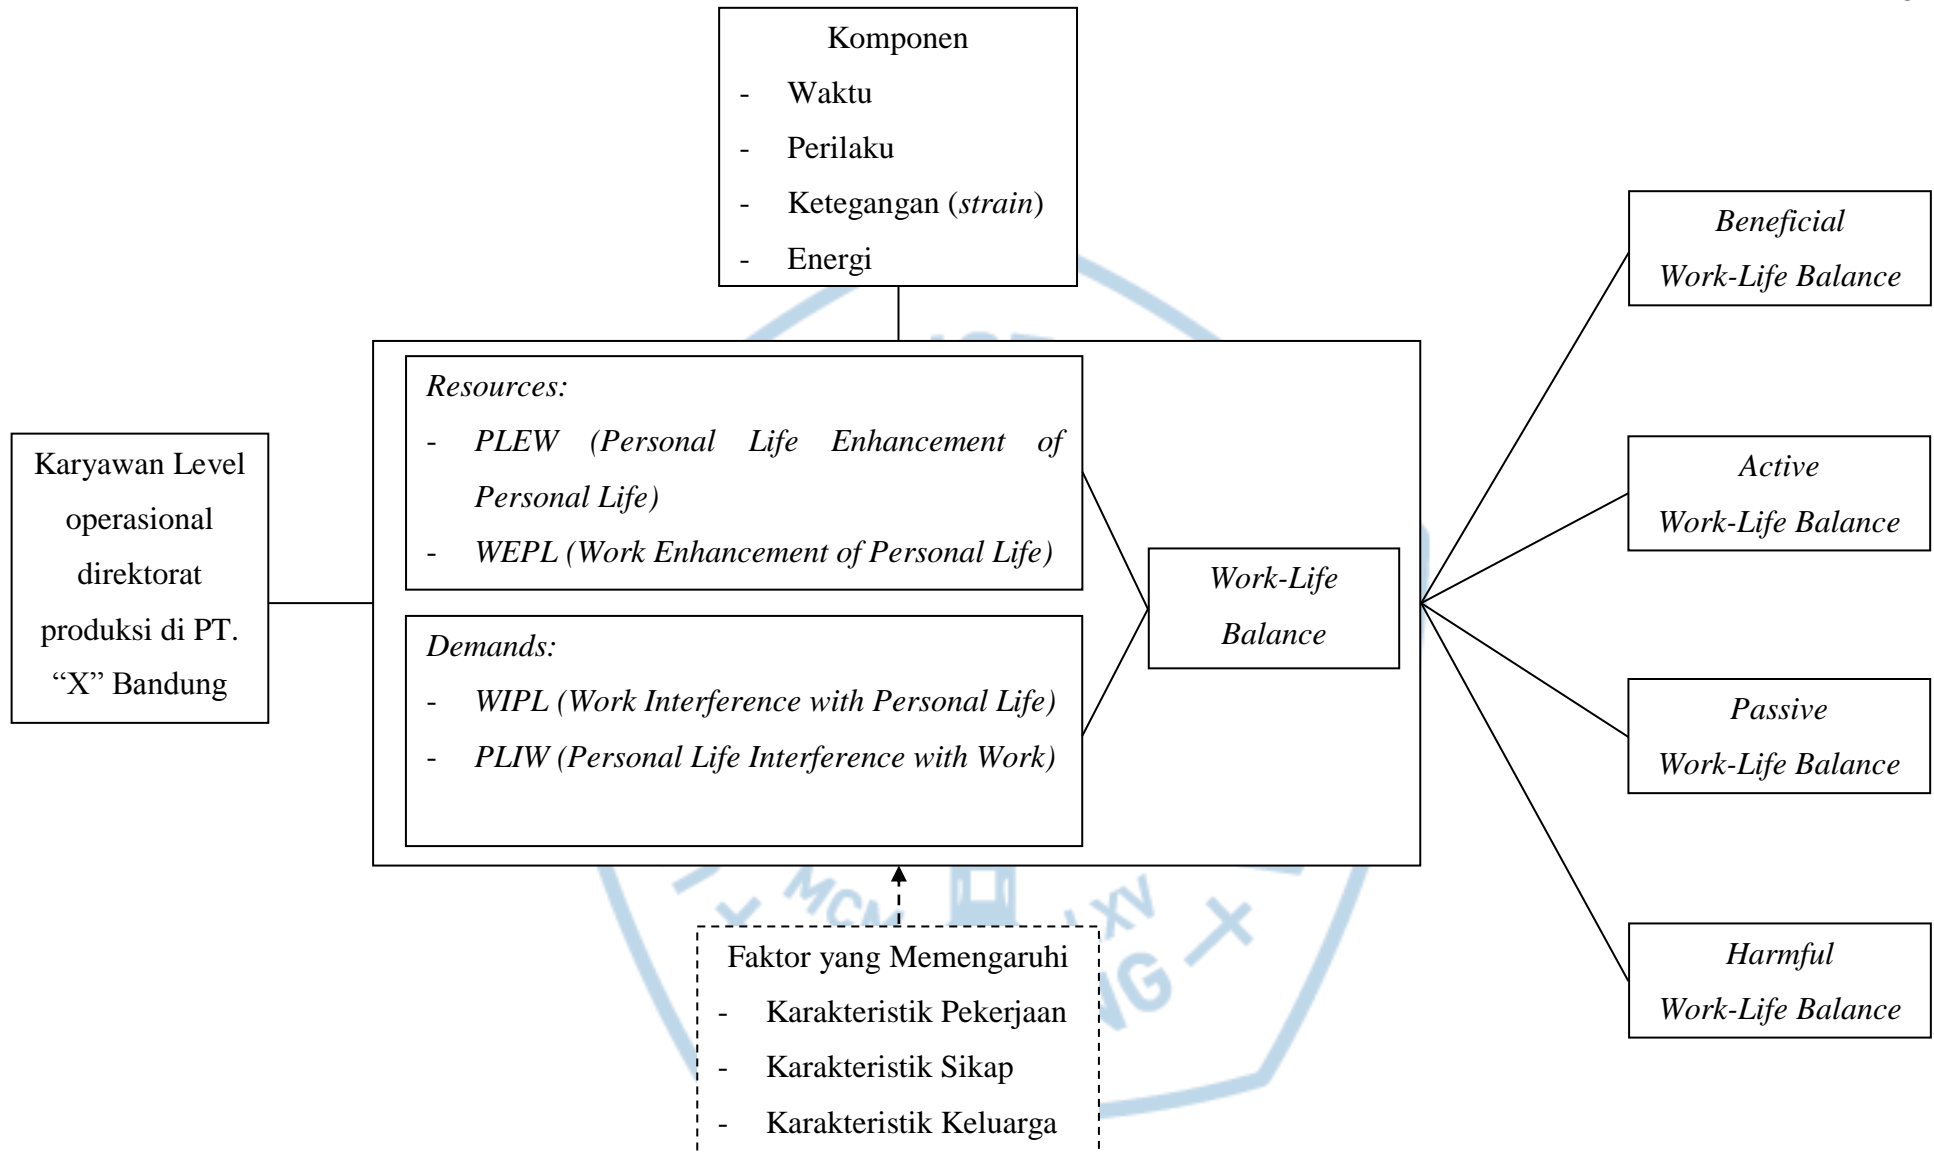 Komponen
- Waktu
- Perilaku
- Ketegangan (strain)
- Energi
Karyawan Level
operasional
direktorat
produksi di PT.
“X” Bandung
Resources:
- PLEW (Personal Life Enhancement of
Personal Life)
- WEPL (Work Enhancement of Personal Life)
Demands:
- WIPL (Work Interference with Personal Life)
- PLIW (Personal Life Interference with Work)
Work-Life
Balance
Beneficial
Work-Life Balance
Active
Work-Life Balance
Passive
Work-Life Balance
Harmful
Work-Life Balance
Faktor yang Memengaruhi
- Karakteristik Pekerjaan
- Karakteristik Sikap
- Karakteristik Keluarga